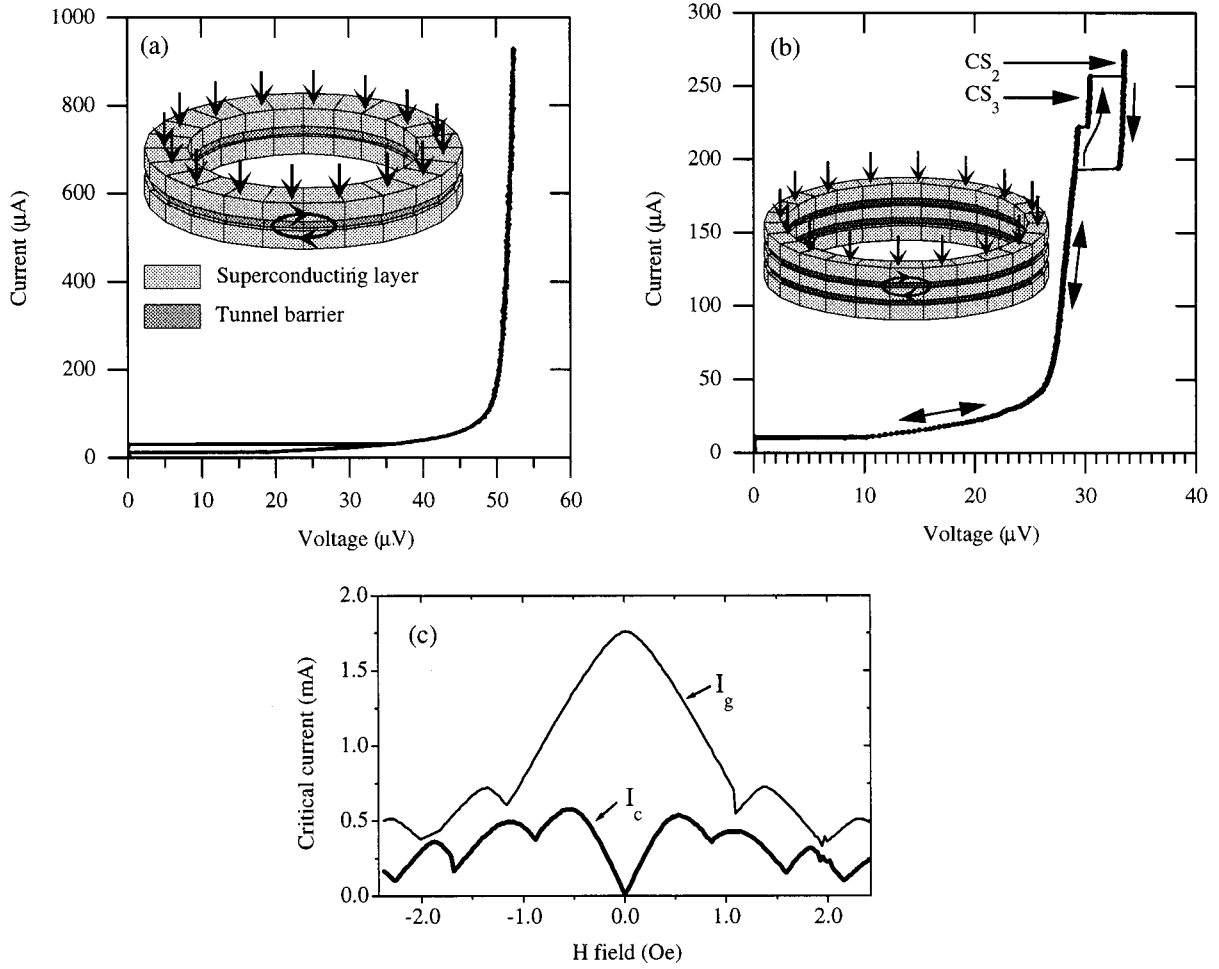 (a)
1000
800
600
400
200
0
Current (µA)
Superconducting layer
Tunnel barrier
0 10 20 30 40 50 60
Voltage (µV)
(b)
300
250
200
150
100
50
0
Current (µA)
CS2
CS3
0 10 20 30 40
Voltage (µV)
(c)
2.0
1.5
1.0
0.5
0.0
Critical current (mA)
Ig
Ic
-2.0 -1.0 0.0 1.0 2.0
H field (Oe)